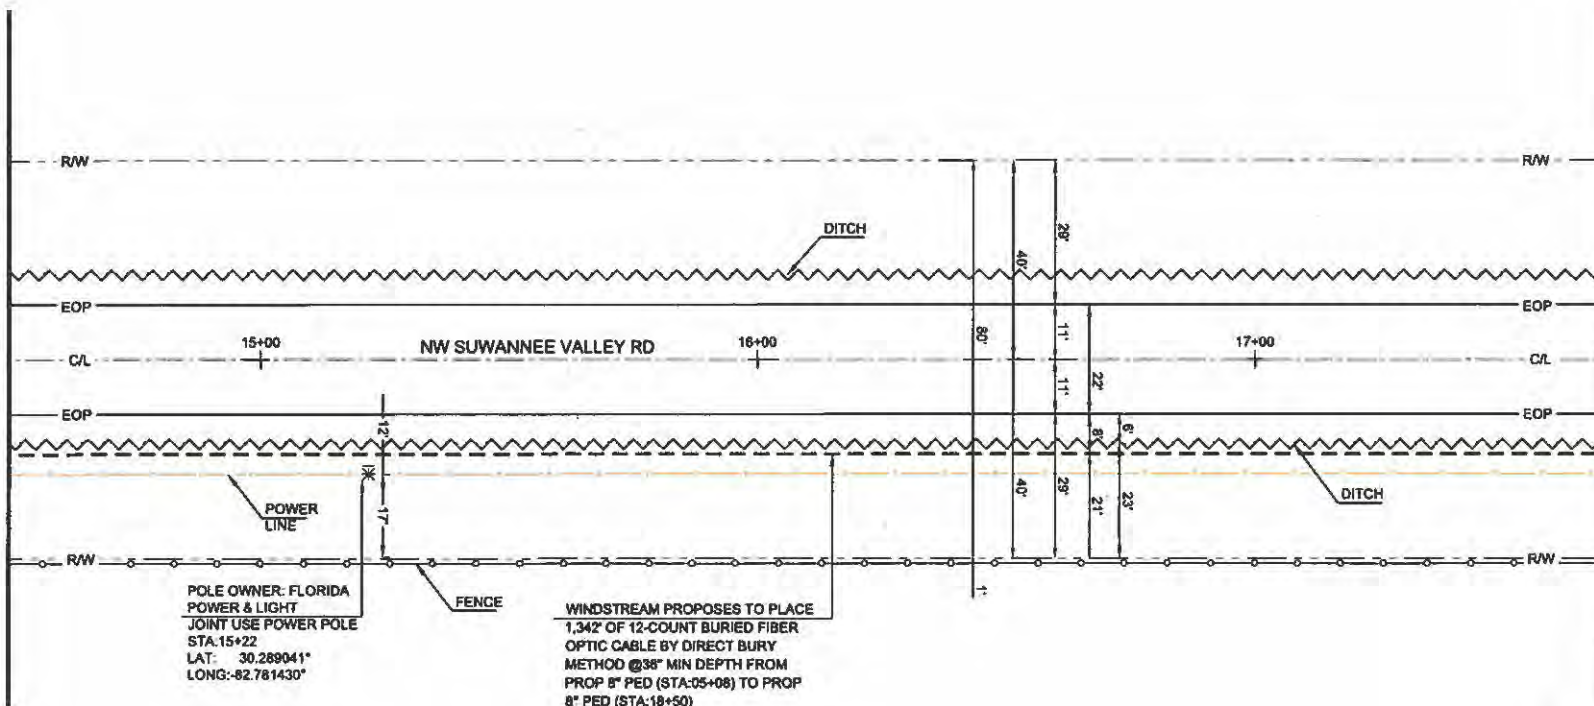 R/W
R/W
DITCH
29'
40'
EOP
EOP
15+00
NW SUWANNEE VALLEY RD
16+00
80'
11'
17+00
C/L
C/L
11'
22'
EOP
EOP
12'
8'
6'
POWER
LINE
17'
40'
29'
21'
23'
DITCH
R/W
R/W
FENCE
1'
POLE OWNER: FLORIDA
POWER & LIGHT
JOINT USE POWER POLE
STA:15+22
LAT: 30.289041°
LONG:-82.781430°
WINDSTREAM PROPOSES TO PLACE
1,342' OF 12-COUNT BURIED FIBER
OPTIC CABLE BY DIRECT BURY
METHOD @36" MIN DEPTH FROM
PROP 8" PED (STA:05+08) TO PROP
8" PED (STA:18+50)